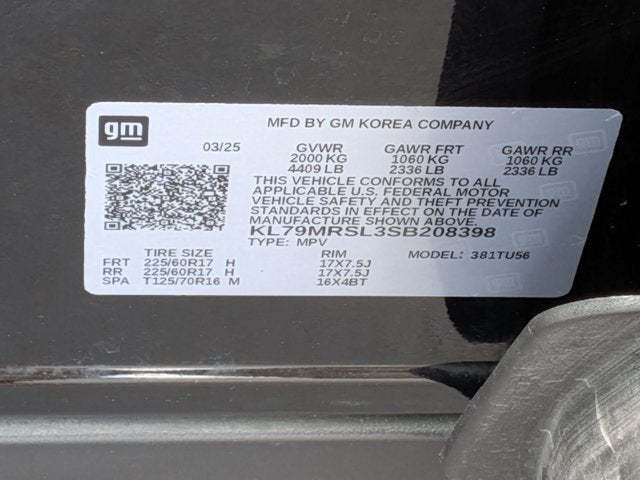 gm
MFD BY GM KOREA COMPANY
03/25 GVWR GAWR FRT GAWR RR
2000 KG 1060 KG 1060 KG
4409 LB 2336 LB 2336 LB
THIS VEHICLE CONFORMS TO ALL
APPLICABLE U.S. FEDERAL MOTOR
VEHICLE SAFETY AND THEFT PREVENTION
STANDARDS IN EFFECT ON THE DATE OF
MANUFACTURE SHOWN ABOVE.
KL79MRSL3SB208398
TYPE: MPV
TIRE SIZE RIM MODEL: 381TU56
FRT 225/60R17 H 17X7.5J
RR 225/60R17 H 17X7.5J
SPA T125/70R16 M 16X4BT